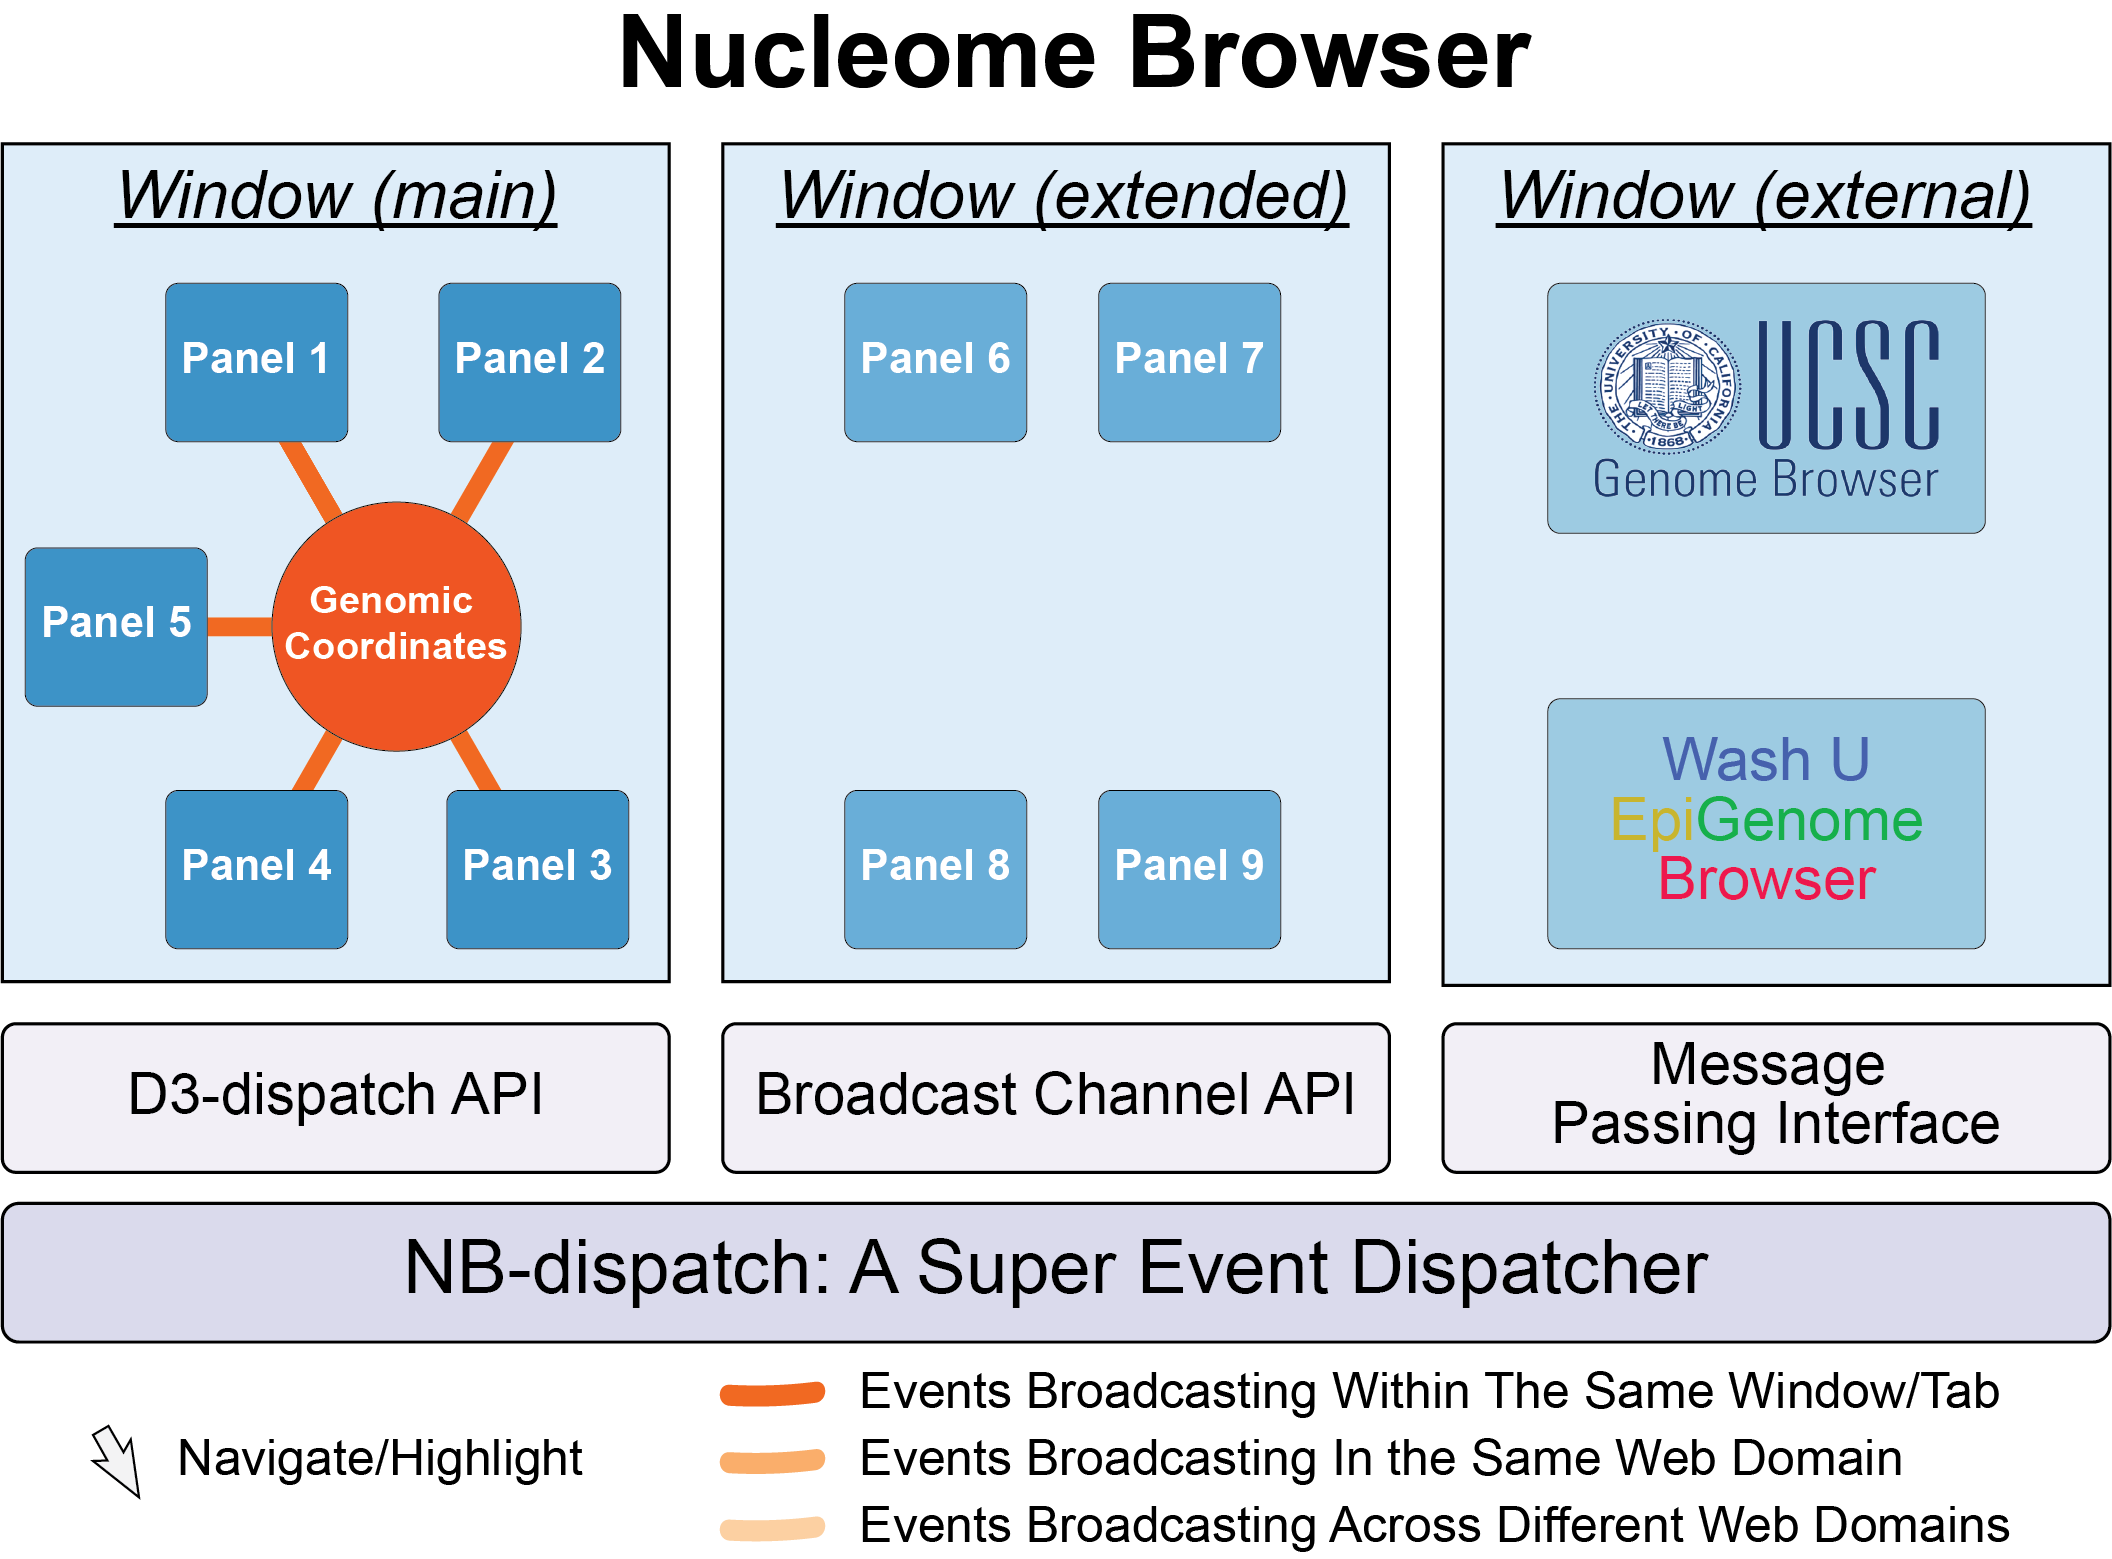 Nucleome Browser
Window (main)
Panel 1
Panel 2
Panel 5
Genomic
Coordinates
Panel 4
Panel 3
Window (extended)
Panel 6
Panel 7
Panel 8
Panel 9
Window (external)
THE · UNIVERSITY · OF · CALIFORNIA
LET THERE BE LIGHT
· 1868 ·
UCSC
Genome Browser
Wash U
EpiGenome
Browser
D3-dispatch API
Broadcast Channel API
Message
Passing Interface
NB-dispatch: A Super Event Dispatcher
Navigate/Highlight
Events Broadcasting Within The Same Window/Tab
Events Broadcasting In the Same Web Domain
Events Broadcasting Across Different Web Domains